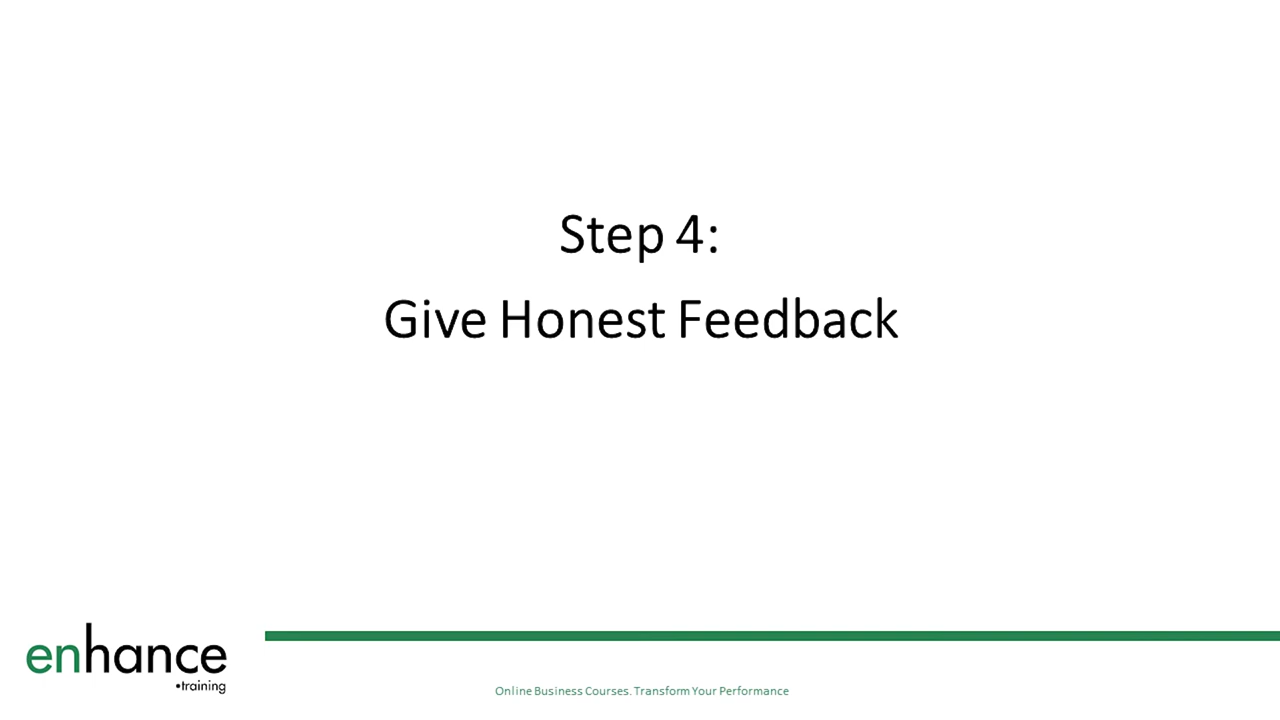 Step 4:
Give Honest Feedback
enhance
•training
Online Business Courses. Transform Your Performance